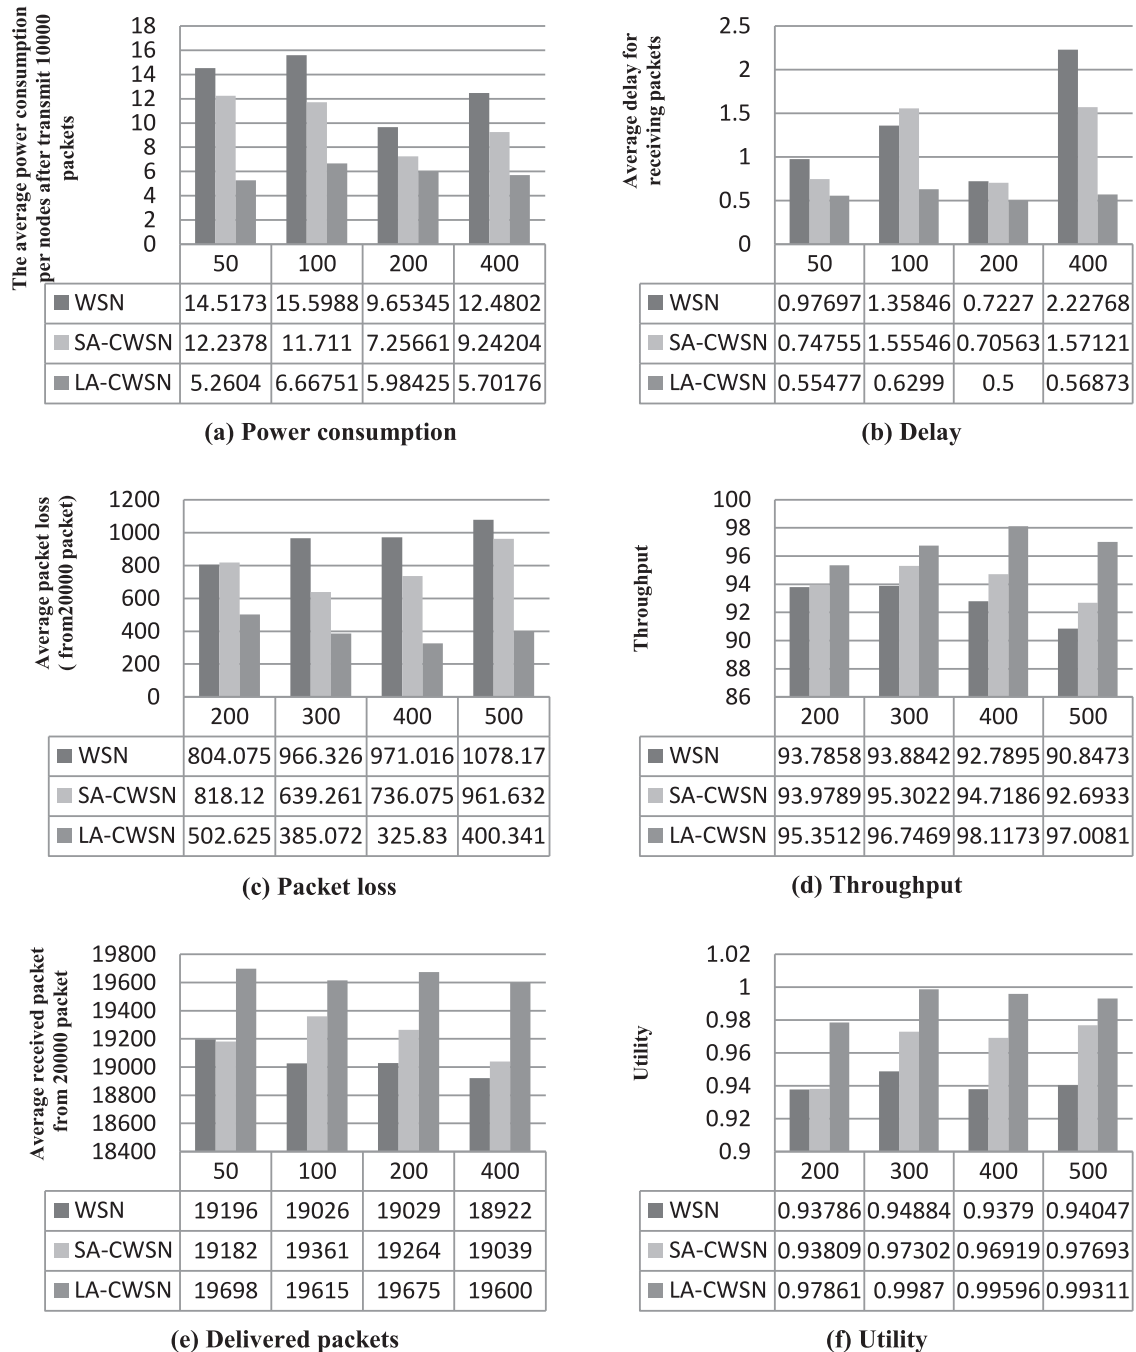 The average power consumption
per nodes after transmit 10000
packets
18
16
14
12
10
8
6
4
2
0
50 100 200 400
WSN 14.5173 15.5988 9.65345 12.4802
SA-CWSN 12.2378 11.711 7.25661 9.24204
LA-CWSN 5.2604 6.66751 5.98425 5.70176
(a) Power consumption
Average delay for
receiving packets
2.5
2
1.5
1
0.5
0
50 100 200 400
WSN 0.97697 1.35846 0.7227 2.22768
SA-CWSN 0.74755 1.55546 0.70563 1.57121
LA-CWSN 0.55477 0.6299 0.5 0.56873
(b) Delay
Average packet loss
( from20000 packet)
1200
1000
800
600
400
200
0
200 300 400 500
WSN 804.075 966.326 971.016 1078.17
SA-CWSN 818.12 639.261 736.075 961.632
LA-CWSN 502.625 385.072 325.83 400.341
(c) Packet loss
Throughput
100
98
96
94
92
90
88
86
200 300 400 500
WSN 93.7858 93.8842 92.7895 90.8473
SA-CWSN 93.9789 95.3022 94.7186 92.6933
LA-CWSN 95.3512 96.7469 98.1173 97.0081
(d) Throughput
Average received packet
from 20000 packet
19800
19600
19400
19200
19000
18800
18600
18400
50 100 200 400
WSN 19196 19026 19029 18922
SA-CWSN 19182 19361 19264 19039
LA-CWSN 19698 19615 19675 19600
(e) Delivered packets
Utility
1.02
1
0.98
0.96
0.94
0.92
0.9
200 300 400 500
WSN 0.93786 0.94884 0.9379 0.94047
SA-CWSN 0.93809 0.97302 0.96919 0.97693
LA-CWSN 0.97861 0.9987 0.99596 0.99311
(f) Utility